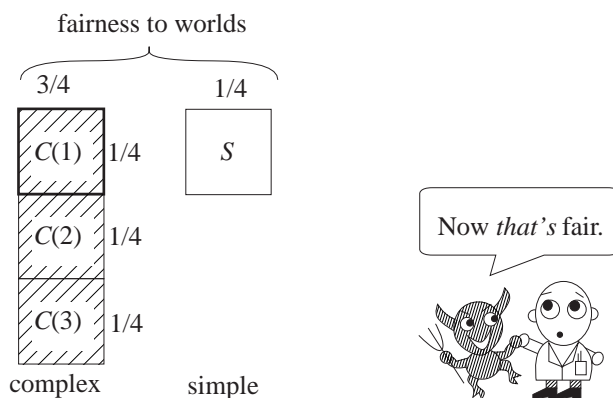 fairness to worlds
3/4 1/4
C(1) 1/4 S
C(2) 1/4
C(3) 1/4
complex simple
Now that's fair.